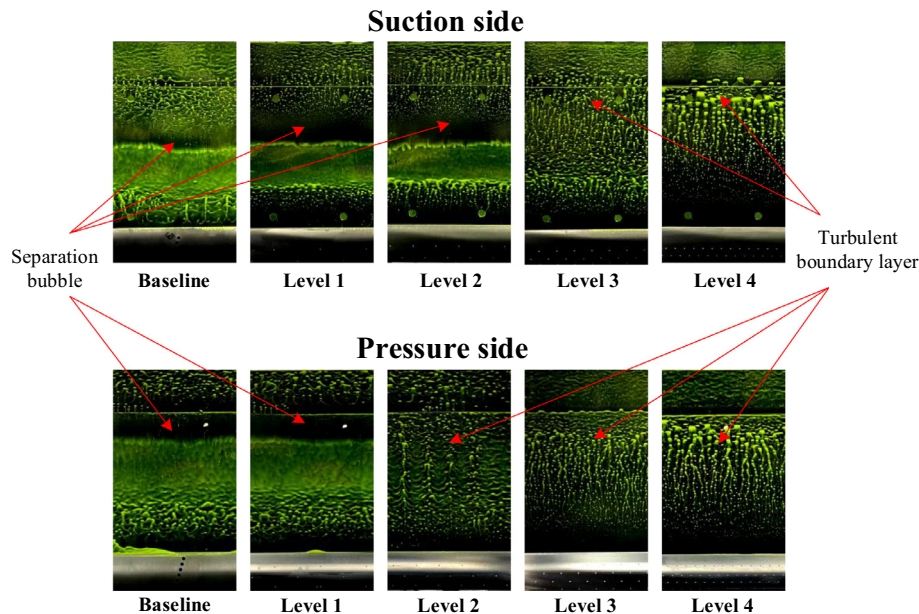 Suction side
Separation
bubble
Turbulent
boundary layer
Baseline
Level 1
Level 2
Level 3
Level 4
Pressure side
Baseline
Level 1
Level 2
Level 3
Level 4